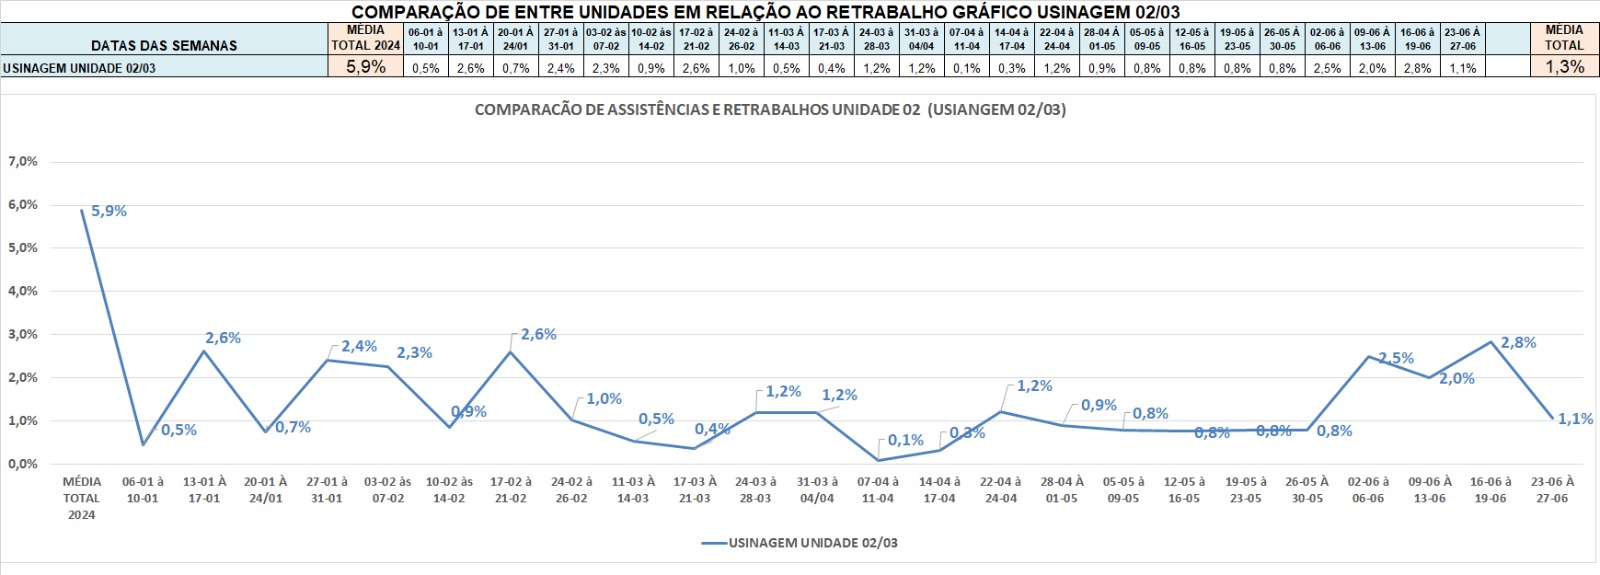 COMPARAÇÃO DE ENTRE UNIDADES EM RELAÇÃO AO RETRABALHO GRÁFICO USINAGEM 02/03
DATAS DAS SEMANAS MÉDIA TOTAL 2024 06-01 à 10-01 13-01 À 17-01 20-01 À 24/01 27-01 à 31-01 03-02 às 07-02 10-02 às 14-02 17-02 à 21-02 24-02 à 26-02 11-03 À 14-03 17-03 À 21-03 24-03 à 28-03 31-03 à 04/04 07-04 à 11-04 14-04 à 17-04 22-04 à 24-04 28-04 À 01-05 05-05 à 09-05 12-05 à 16-05 19-05 à 23-05 26-05 À 30-05 02-06 à 06-06 09-06 À 13-06 16-06 à 19-06 23-06 À 27-06 MÉDIA TOTAL
USINAGEM UNIDADE 02/03 5,9% 0,5% 2,6% 0,7% 2,4% 2,3% 0,9% 2,6% 1,0% 0,5% 0,4% 1,2% 1,2% 0,1% 0,3% 1,2% 0,9% 0,8% 0,8% 0,8% 0,8% 2,5% 2,0% 2,8% 1,1% 1,3%
COMPARACÃO DE ASSISTÊNCIAS E RETRABALHOS UNIDADE 02 (USIANGEM 02/03)
7,0%
6,0%
5,0%
4,0%
3,0%
2,0%
1,0%
0,0%
5,9% 0,5% 2,6% 0,7% 2,4% 2,3% 0,9% 2,6% 1,0% 0,5% 0,4% 1,2% 1,2% 0,1% 0,3% 1,2% 0,9% 0,8% 0,8% 0,8% 0,8% 2,5% 2,0% 2,8% 1,1%
MÉDIA 06-01 à 13-01 À 20-01 À 27-01 à 03-02 às 10-02 às 17-02 à 24-02 à 11-03 À 17-03 À 24-03 à 31-03 à 07-04 à 14-04 à 22-04 à 28-04 À 05-05 à 12-05 à 19-05 à 26-05 À 02-06 à 09-06 À 16-06 à 23-06 À
TOTAL 10-01 17-01 24/01 31-01 07-02 14-02 21-02 26-02 14-03 21-03 28-03 04/04 11-04 17-04 24-04 01-05 09-05 16-05 23-05 30-05 06-06 13-06 19-06 27-06
2024
USINAGEM UNIDADE 02/03